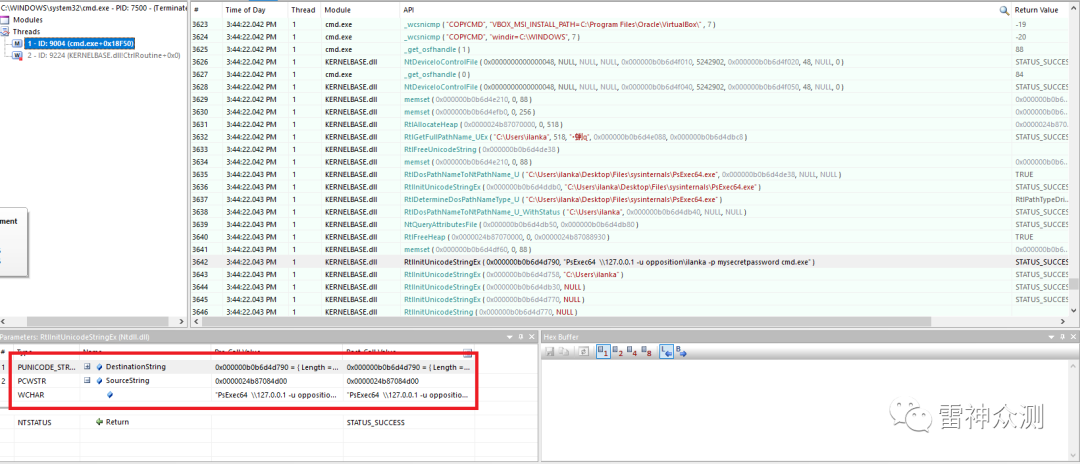 C:\WINDOWS\system32\cmd.exe - PID: 7500 - (Terminate
Modules
Threads
1 - ID: 9004 (cmd.exe+0x18F50)
2 - ID: 9224 (KERNELBASE.dll!CtrlRoutine+0x0)
# Time of Day Thread Module API Return Value
3623 3:44:22.042 PM 1 cmd.exe _wcsnicmp ( "COPYCMD", "VBOX_MSI_INSTALL_PATH=C:\Program Files\Oracle\VirtualBox\" , 7 ) -19
3624 3:44:22.042 PM 1 cmd.exe _wcsnicmp ( "COPYCMD", "windir=C:\WINDOWS", 7 ) -20
3625 3:44:22.042 PM 1 cmd.exe _get_osfhandle ( 1 ) 88
3626 3:44:22.042 PM 1 KERNELBASE.dll NtDeviceIoControlFile ( 0x0000000000000048, NULL, NULL, NULL, 0x000000b0b6d4f010, 5242902, 0x000000b0b6d4f020, 48, NULL, 0 ) STATUS_SUCCESS
3627 3:44:22.042 PM 1 cmd.exe _get_osfhandle ( 0 ) 84
3628 3:44:22.042 PM 1 KERNELBASE.dll NtDeviceIoControlFile ( 0x0000000000000048, NULL, NULL, NULL, 0x000000b0b6d4f040, 5242902, 0x000000b0b6d4f050, 48, NULL, 0 ) STATUS_SUCCESS
3629 3:44:22.042 PM 1 KERNELBASE.dll memset ( 0x000000b0b6d4e210, 0, 88 ) 0x000000b0b6...
3630 3:44:22.042 PM 1 KERNELBASE.dll memset ( 0x000000b0b6d4efb0, 0, 256 ) 0x000000b0b6...
3631 3:44:22.042 PM 1 KERNELBASE.dll RtlAllocateHeap ( 0x0000024b87070000, 0, 518 ) 0x0000024b87...
3632 3:44:22.042 PM 1 KERNELBASE.dll RtlGetFullPathName_UEx ( "C:\Users\ilanka", 518, 0x000000b0b6d4e088, 0x000000b0b6d4dbc8 ) STATUS_SUCCESS
3633 3:44:22.042 PM 1 KERNELBASE.dll RtlFreeUnicodeString ( 0x000000b0b6d4de38 )
3634 3:44:22.042 PM 1 KERNELBASE.dll memset ( 0x000000b0b6d4e210, 0, 88 ) 0x000000b0b6...
3635 3:44:22.043 PM 1 KERNELBASE.dll RtlDosPathNameToNtPathName_U ( "C:\Users\ilanka\Desktop\Files\sysinternals\PsExec64.exe", 0x000000b0b6d4de38, NULL, NULL ) TRUE
3636 3:44:22.043 PM 1 KERNELBASE.dll RtlInitUnicodeStringEx ( 0x000000b0b6d4ddb0, "C:\Users\ilanka\Desktop\Files\sysinternals\PsExec64.exe" ) STATUS_SUCCESS
3637 3:44:22.043 PM 1 KERNELBASE.dll RtlDetermineDosPathNameType_U ( "C:\Users\ilanka\Desktop\Files\sysinternals\PsExec64.exe" ) RtlPathTypeDri...
3638 3:44:22.043 PM 1 KERNELBASE.dll RtlDosPathNameToNtPathName_U_WithStatus ( "C:\Users\ilanka", 0x000000b0b6d4db40, NULL, NULL ) STATUS_SUCCESS
3639 3:44:22.043 PM 1 KERNELBASE.dll NtQueryAttributesFile ( 0x000000b0b6d4db50, 0x000000b0b6d4db80 ) STATUS_SUCCESS
3640 3:44:22.043 PM 1 KERNELBASE.dll RtlFreeHeap ( 0x0000024b87070000, 0, 0x0000024b87088930 ) TRUE
3641 3:44:22.043 PM 1 KERNELBASE.dll memset ( 0x000000b0b6d4df60, 0, 88 ) 0x000000b0b6...
3642 3:44:22.043 PM 1 KERNELBASE.dll RtlInitUnicodeStringEx ( 0x000000b0b6d4d790, "PsExec64 \\127.0.0.1 -u opposition\ilanka -p mysecretpassword cmd.exe" ) STATUS_SUCCESS
3643 3:44:22.043 PM 1 KERNELBASE.dll RtlInitUnicodeStringEx ( 0x000000b0b6d4d758, "C:\Users\ilanka" ) STATUS_SUCCESS
3644 3:44:22.043 PM 1 KERNELBASE.dll RtlInitUnicodeStringEx ( 0x000000b0b6d4db30, NULL ) STATUS_SUCCESS
3645 3:44:22.043 PM 1 KERNELBASE.dll RtlInitUnicodeStringEx ( 0x000000b0b6d4d770, NULL ) STATUS_SUCCESS
3646 3:44:22.043 PM 1 KERNELBASE.dll RtlInitUnicodeStringEx ( 0x000000b0b6d4d770, NULL ) STATUS_SUCCESS
ment
Parameters: RtlInitUnicodeStringEx (Ntdll.dll)
# Type Name Pre-Call Value Post-Call Value
1 PUNICODE_STR... DestinationString 0x000000b0b6d4d790 = { Length =... 0x000000b0b6d4d790 = { Length =...
2 PCWSTR SourceString 0x0000024b87084d00 0x0000024b87084d00
WCHAR "PsExec64 \\127.0.0.1 -u oppositio... "PsExec64 \\127.0.0.1 -u oppositio...
NTSTATUS Return STATUS_SUCCESS
Hex Buffer
1 2 4 8 L B
雷神众测